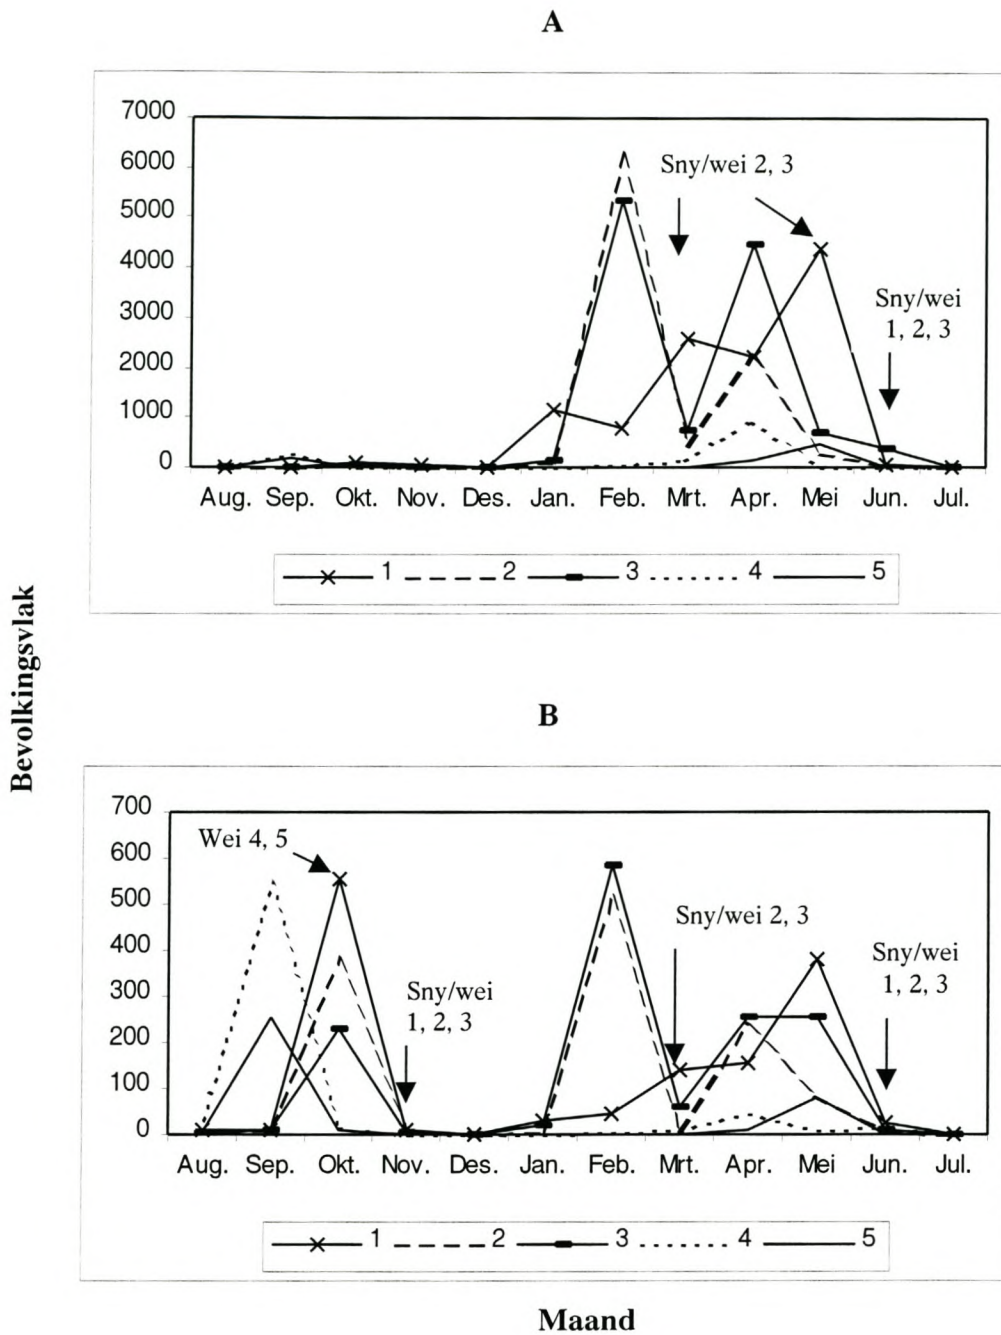 A
7000
6000
5000
4000
3000
2000
1000
0
Sny/wei 2, 3
Sny/wei
1, 2, 3
Aug. Sep. Okt. Nov. Des. Jan. Feb. Mrt. Apr. Mei Jun. Jul.
1 2 3 4 5
Bevolkingsvlak
B
700
600
500
400
300
200
100
0
Wei 4, 5
Sny/wei
1, 2, 3
Sny/wei 2, 3
Sny/wei
1, 2, 3
Aug. Sep. Okt. Nov. Des. Jan. Feb. Mrt. Apr. Mei Jun. Jul.
1 2 3 4 5
Maand